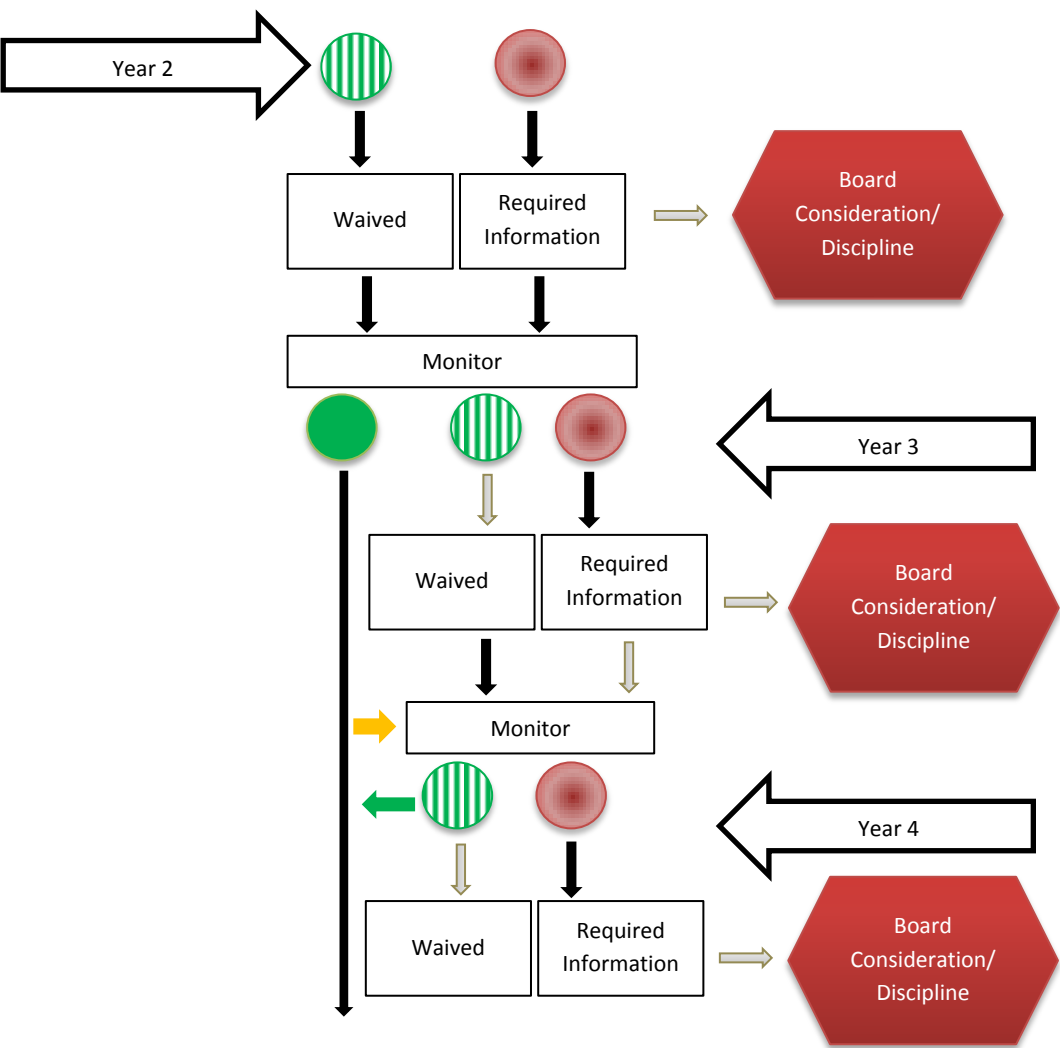 Year 2
Waived
Required
Information
Board
Consideration/
Discipline
Monitor
Year 3
Waived
Required
Information
Board
Consideration/
Discipline
Monitor
Year 4
Waived
Required
Information
Board
Consideration/
Discipline